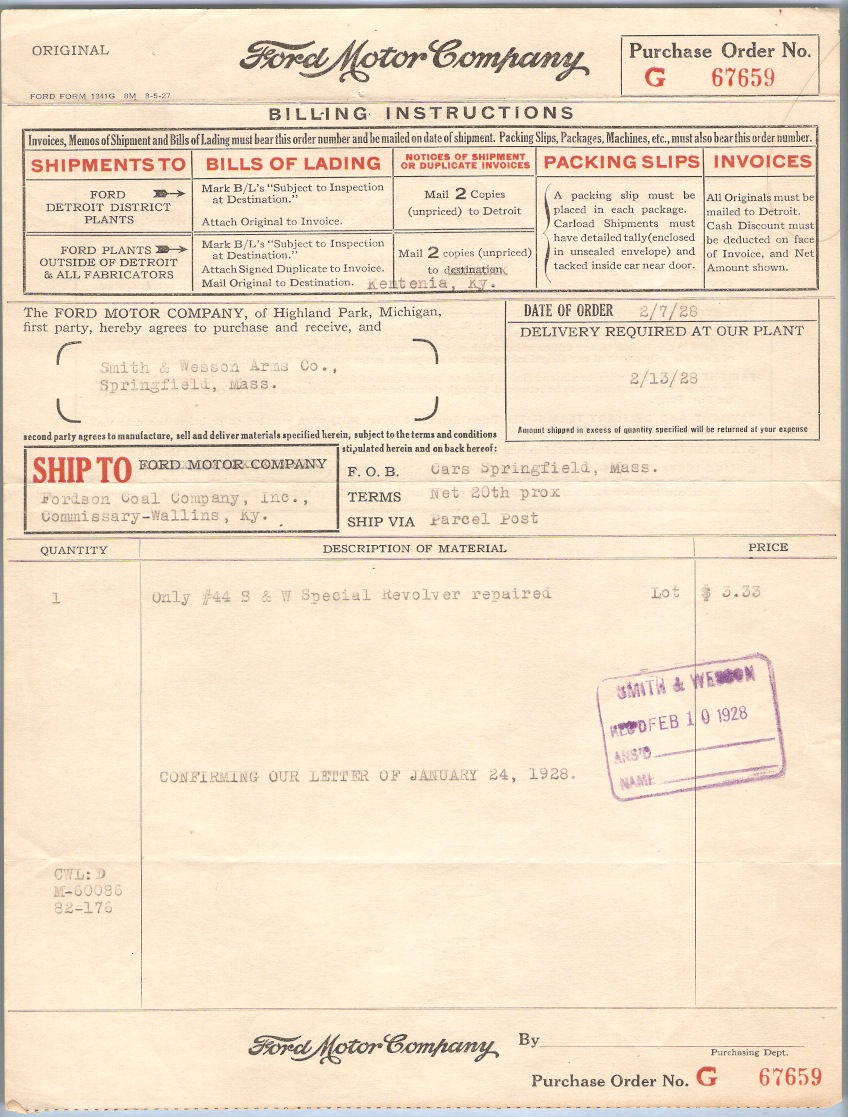 ORIGINAL
Ford Motor Company
Purchase Order No.
G 67659
FORD FORM 1341G 8M 8-5-27
BILLING INSTRUCTIONS
Invoices, Memos of Shipment and Bills of Lading must bear this order number and be mailed on date of shipment. Packing Slips, Packages, Machines, etc., must also bear this order number.
SHIPMENTS TO
FORD
DETROIT DISTRICT
PLANTS
FORD PLANTS
OUTSIDE OF DETROIT
& ALL FABRICATORS
BILLS OF LADING
Mark B/L's "Subject to Inspection
at Destination."
Attach Original to Invoice.
Mark B/L's "Subject to Inspection
at Destination."
Attach Signed Duplicate to Invoice.
Mail Original to Destination.
NOTICES OF SHIPMENT
OR DUPLICATE INVOICES
Mail 2 Copies
(unpriced) to Detroit
Mail 2 copies (unpriced)
to destination
Kentenia, Ky.
PACKING SLIPS
A packing slip must be
placed in each package.
Carload Shipments must
have detailed tally (enclosed
in unsealed envelope) and
tacked inside car near door.
INVOICES
All Originals must be
mailed to Detroit.
Cash Discount must
be deducted on face
of Invoice, and Net
Amount shown.
The FORD MOTOR COMPANY, of Highland Park, Michigan,
first party, hereby agrees to purchase and receive, and
Smith & Wesson Arms Co.,
Springfield, Mass.
second party agrees to manufacture, sell and deliver materials specified herein, subject to the terms and conditions
stipulated herein and on back hereof:
DATE OF ORDER 2/7/28
DELIVERY REQUIRED AT OUR PLANT
2/13/28
Amount shipped in excess of quantity specified will be returned at your expense
SHIP TO FORD MOTOR COMPANY
Fordson Coal Company, Inc.,
Commissary-Wallins, Ky.
F. O. B. Cars Springfield, Mass.
TERMS Net 20th prox
SHIP VIA Parcel Post
QUANTITY DESCRIPTION OF MATERIAL PRICE
1 Only #44 S & W Special Revolver repaired Lot $ 3.33
SMITH & WESSON
REC'D FEB 10 1928
ANS'D
NAME
CONFIRMING OUR LETTER OF JANUARY 24, 1928.
CWL:D
M-60086
82-176
Ford Motor Company
By
Purchasing Dept.
Purchase Order No. G 67659